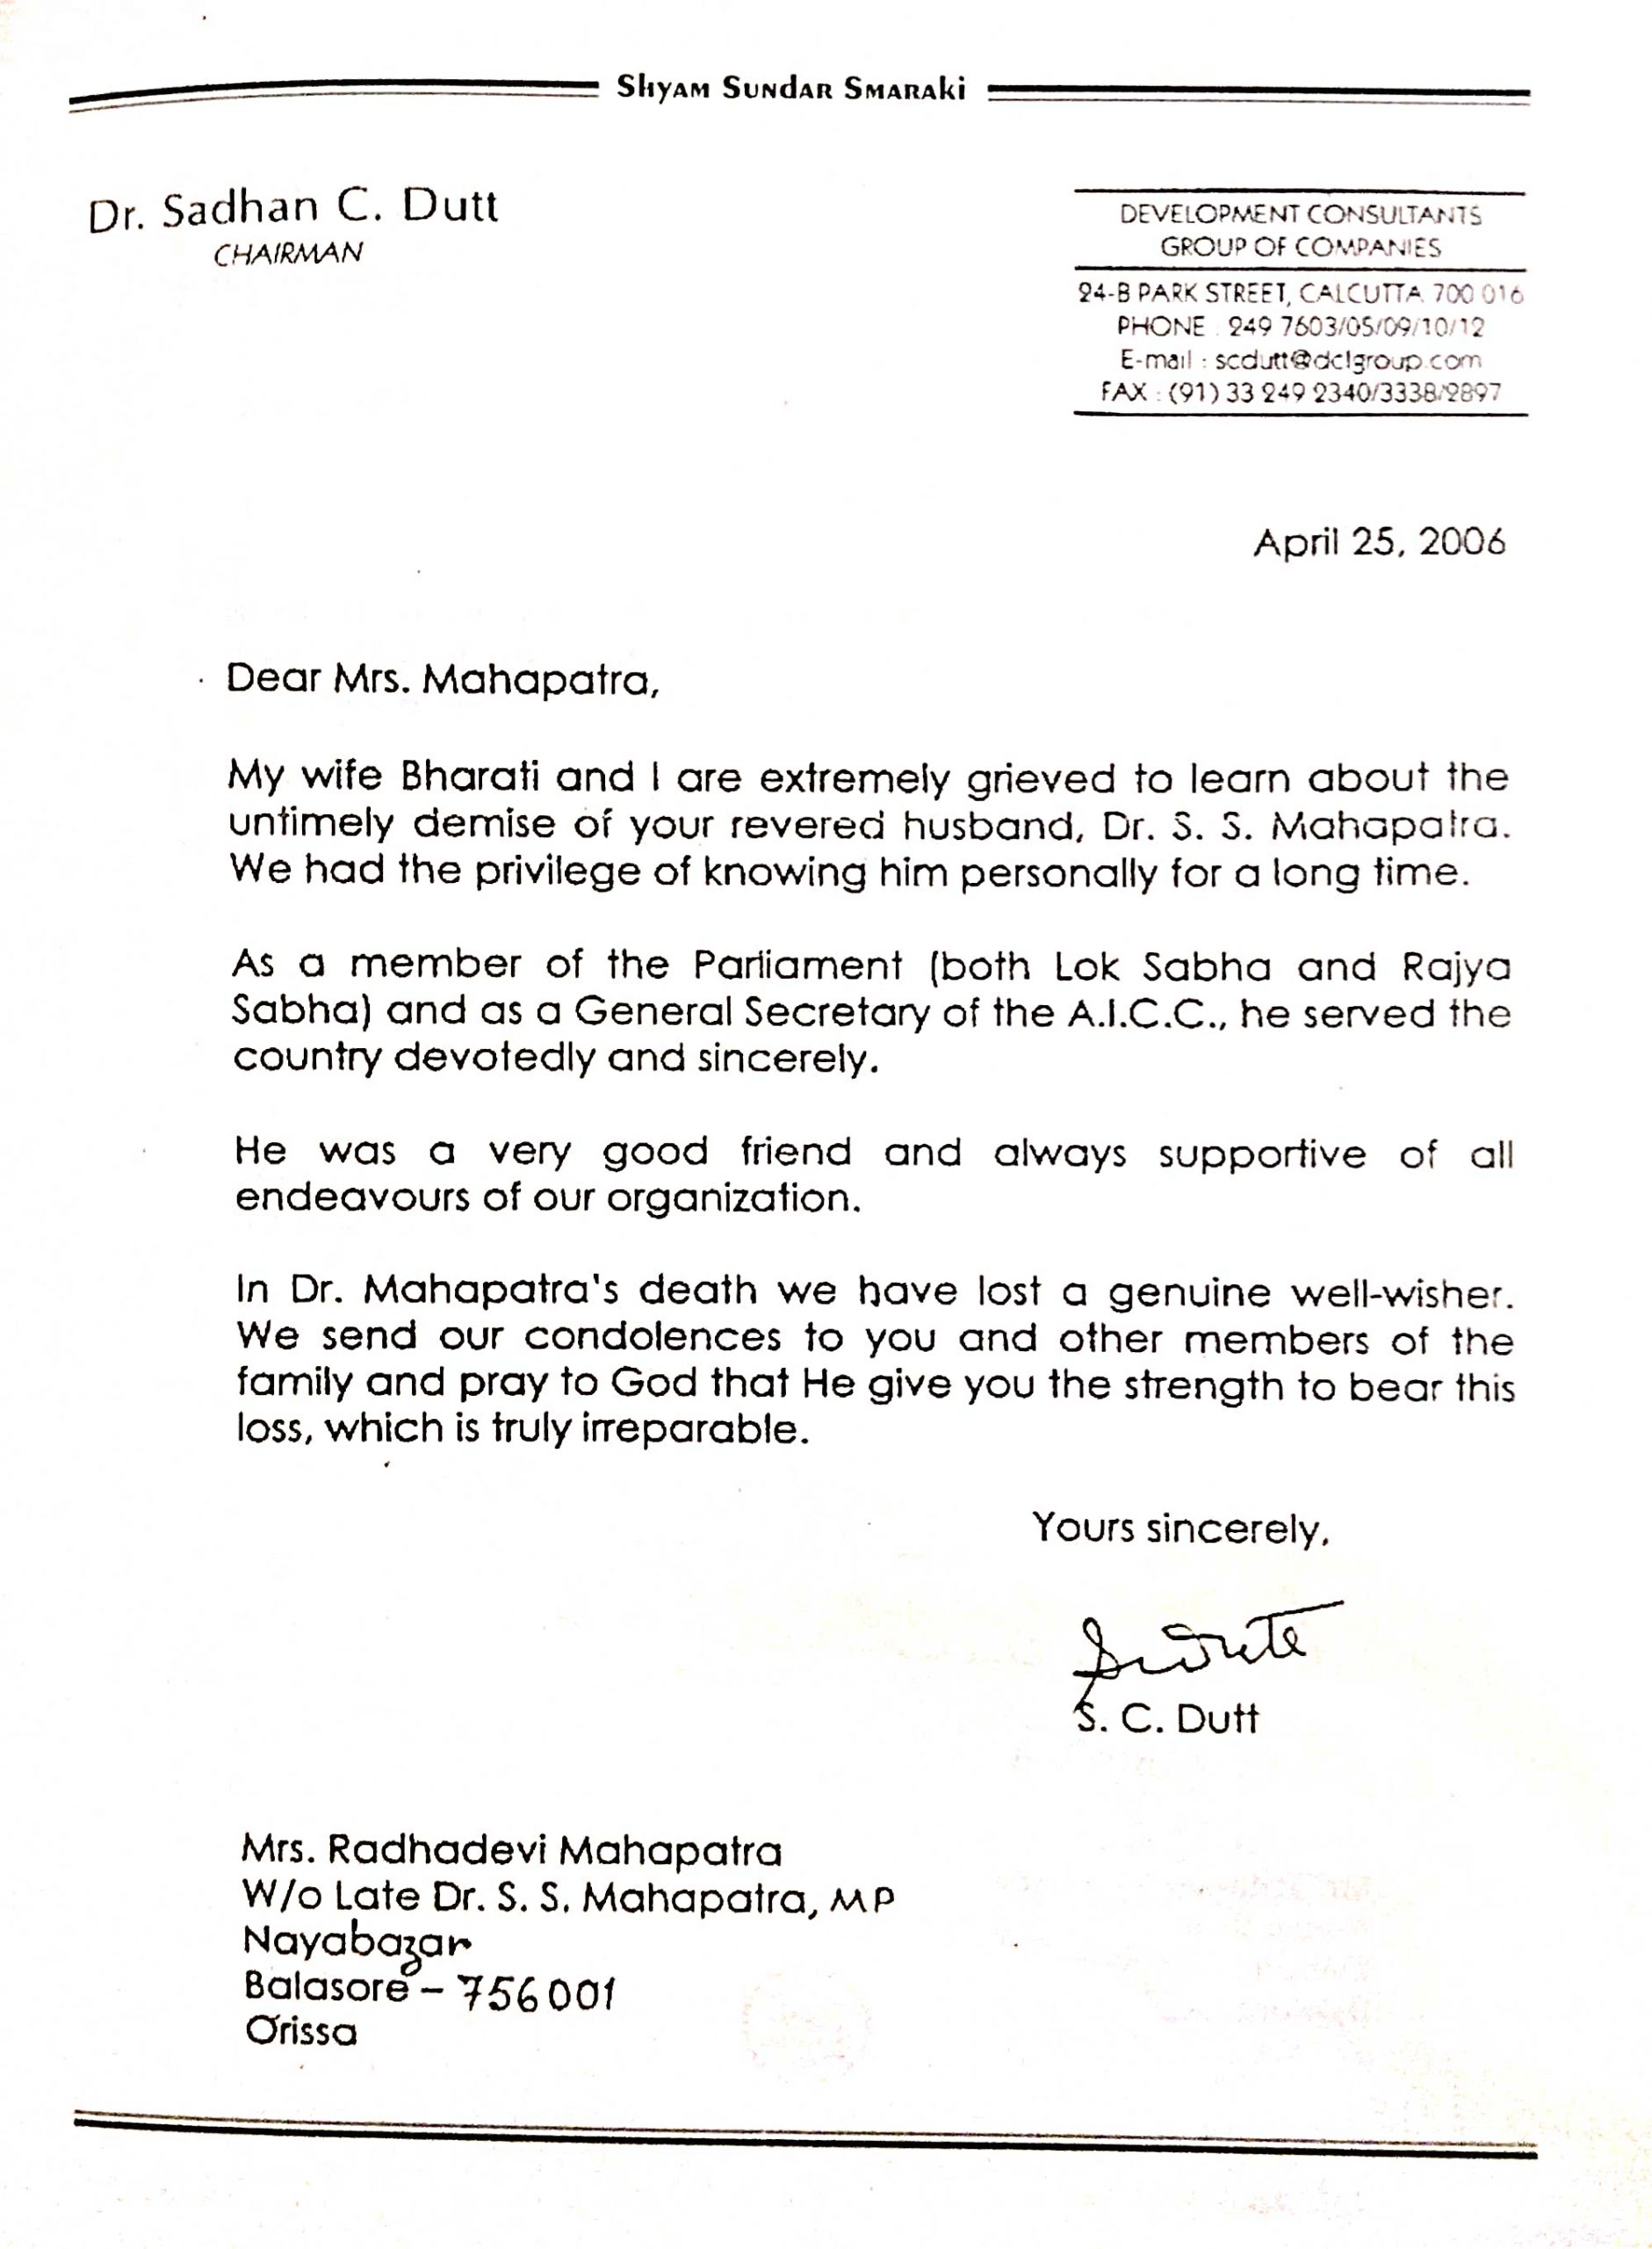 Shyam Sundar Smaraki
Dr. Sadhan C. Dutt
CHAIRMAN
DEVELOPMENT CONSULTANTS
GROUP OF COMPANIES
24-B PARK STREET, CALCUTTA 700 016
PHONE : 249 7603/05/09/10/12
E-mail : scdutt@dclgroup.com
FAX : (91) 33 249 2340/3338/2897
April 25, 2006
Dear Mrs. Mahapatra,
My wife Bharati and I are extremely grieved to learn about the
untimely demise of your revered husband, Dr. S. S. Mahapatra.
We had the privilege of knowing him personally for a long time.
As a member of the Parliament (both Lok Sabha and Rajya
Sabha) and as a General Secretary of the A.I.C.C., he served the
country devotedly and sincerely.
He was a very good friend and always supportive of all
endeavours of our organization.
In Dr. Mahapatra's death we have lost a genuine well-wisher.
We send our condolences to you and other members of the
family and pray to God that He give you the strength to bear this
loss, which is truly irreparable.
Yours sincerely,
S. C. Dutt
Mrs. Radhadevi Mahapatra
W/o Late Dr. S. S. Mahapatra, MP
Nayabazar
Balasore – 756001
Orissa